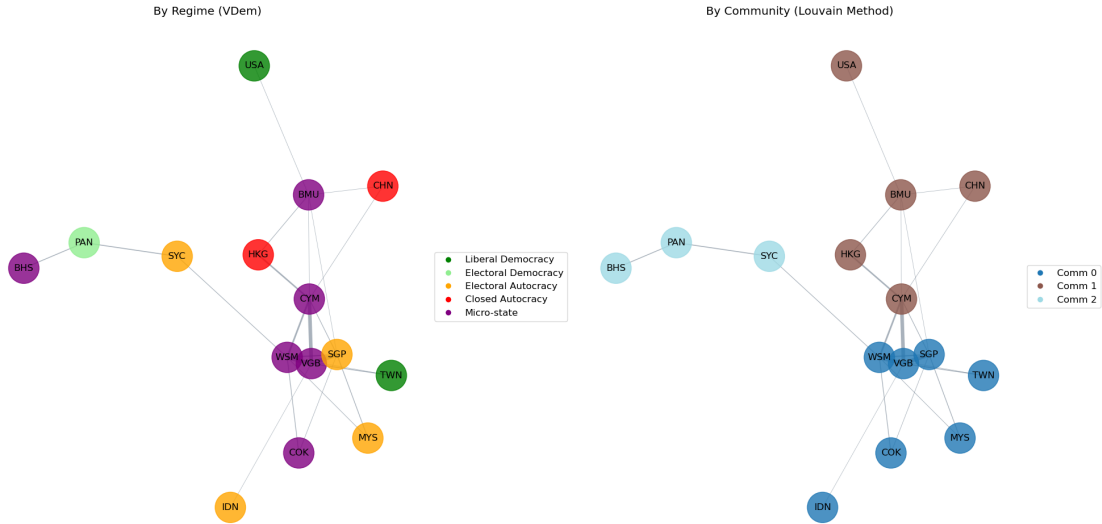 By Regime (VDem)
USA
BMU
CHN
PAN
HKG
SYC
BHS
CYM
WSM
VGB
SGP
TWN
MYS
COK
IDN
Liberal Democracy
Electoral Democracy
Electoral Autocracy
Closed Autocracy
Micro-state
By Community (Louvain Method)
USA
BMU
CHN
PAN
HKG
SYC
BHS
CYM
WSM
VGB
SGP
TWN
MYS
COK
IDN
Comm 0
Comm 1
Comm 2